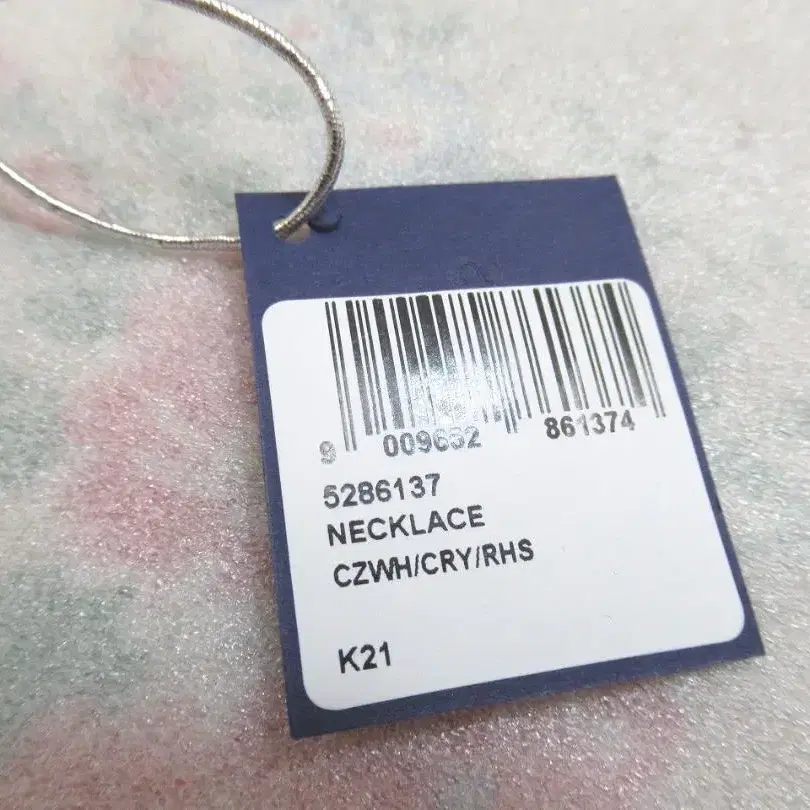 9 009652 861374
5286137
NECKLACE
CZWH/CRY/RHS
K21